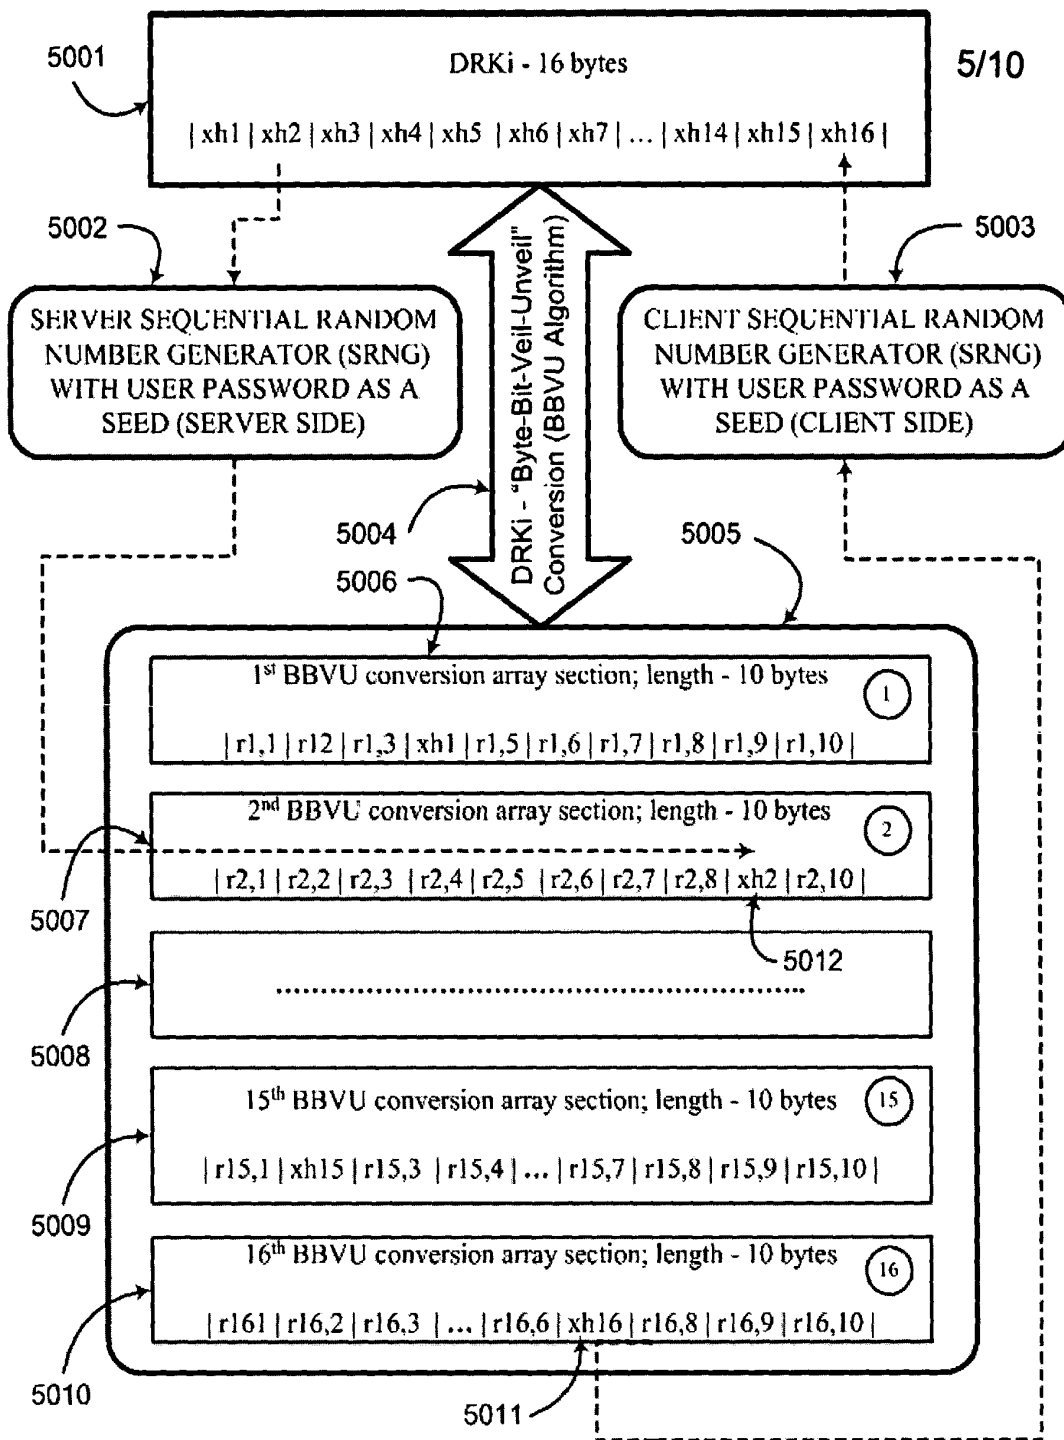 5001
DRKi - 16 bytes
5/10
| xh1 | xh2 | xh3 | xh4 | xh5 | xh6 | xh7 | ... | xh14 | xh15 | xh16 |
5002
5003
SERVER SEQUENTIAL RANDOM
NUMBER GENERATOR (SRNG)
WITH USER PASSWORD AS A
SEED (SERVER SIDE)
DRKi - "Byte-Bit-Veil-Unveil"
Conversion (BBVU Algorithm)
CLIENT SEQUENTIAL RANDOM
NUMBER GENERATOR (SRNG)
WITH USER PASSWORD AS A
SEED (CLIENT SIDE)
5004
5005
5006
1st BBVU conversion array section; length - 10 bytes
1
| r1,1 | r12 | r1,3 | xh1 | r1,5 | r1,6 | r1,7 | r1,8 | r1,9 | r1,10 |
2nd BBVU conversion array section; length - 10 bytes
2
| r2,1 | r2,2 | r2,3 | r2,4 | r2,5 | r2,6 | r2,7 | r2,8 | xh2 | r2,10 |
5007
5012
..........................................................
5008
15th BBVU conversion array section; length - 10 bytes
15
| r15,1 | xh15 | r15,3 | r15,4 | ... | r15,7 | r15,8 | r15,9 | r15,10 |
5009
16th BBVU conversion array section; length - 10 bytes
16
| r161 | r16,2 | r16,3 | ... | r16,6 | xh16 | r16,8 | r16,9 | r16,10 |
5010
5011